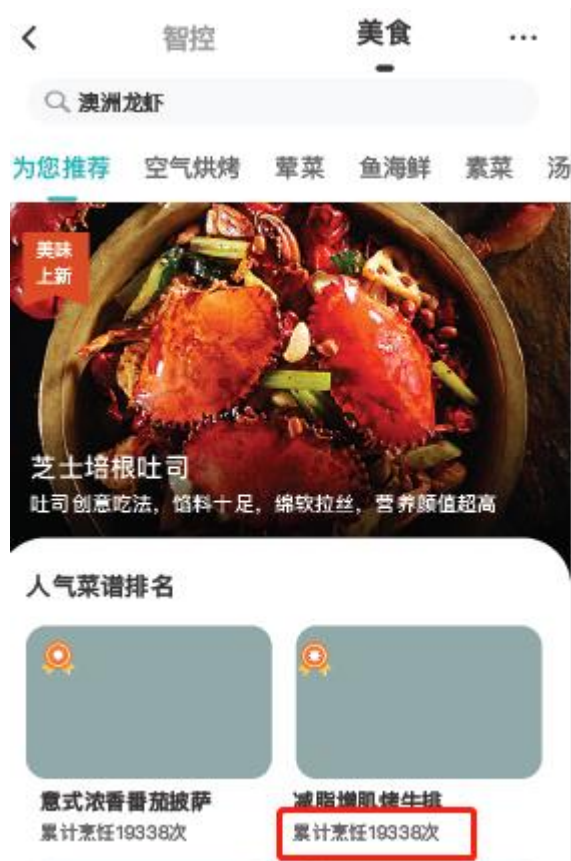 智控 美食 ...
澳洲龙虾
为您推荐 空气烘烤 荤菜 鱼海鲜 素菜 汤
美味
上新
芝士培根吐司
吐司创意吃法，馅料十足，绵软拉丝，营养颜值超高
人气菜谱排名
意式浓香番茄披萨 减脂增肌烤牛排
累计烹饪19338次 累计烹饪19338次